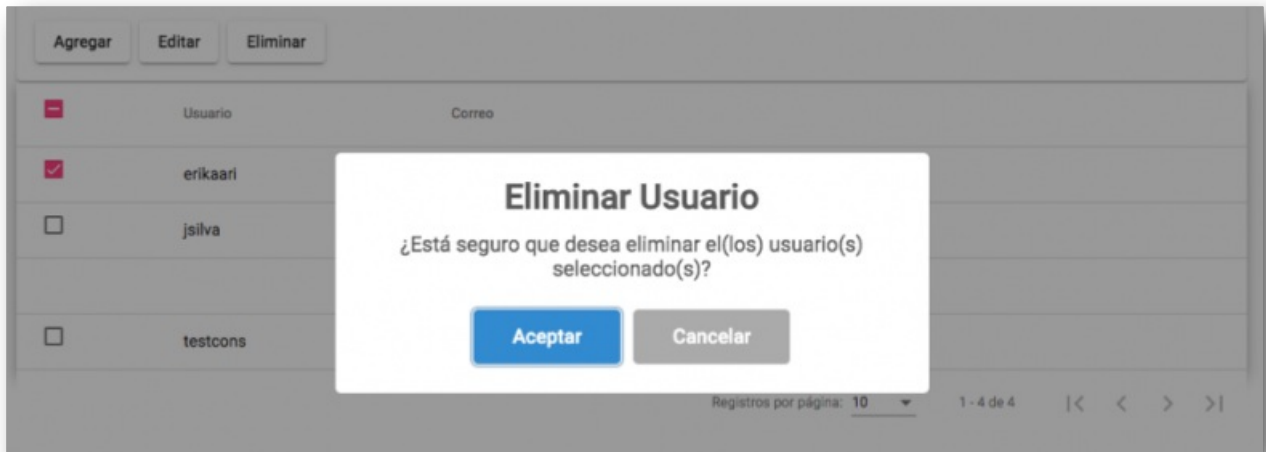 Agregar Editar Eliminar
Usuario Correo
erikaari
Eliminar Usuario
jsilva
¿Está seguro que desea eliminar el(los) usuario(s)
seleccionado(s)?
Aceptar Cancelar
testcons
Registros por página: 10 1 - 4 de 4